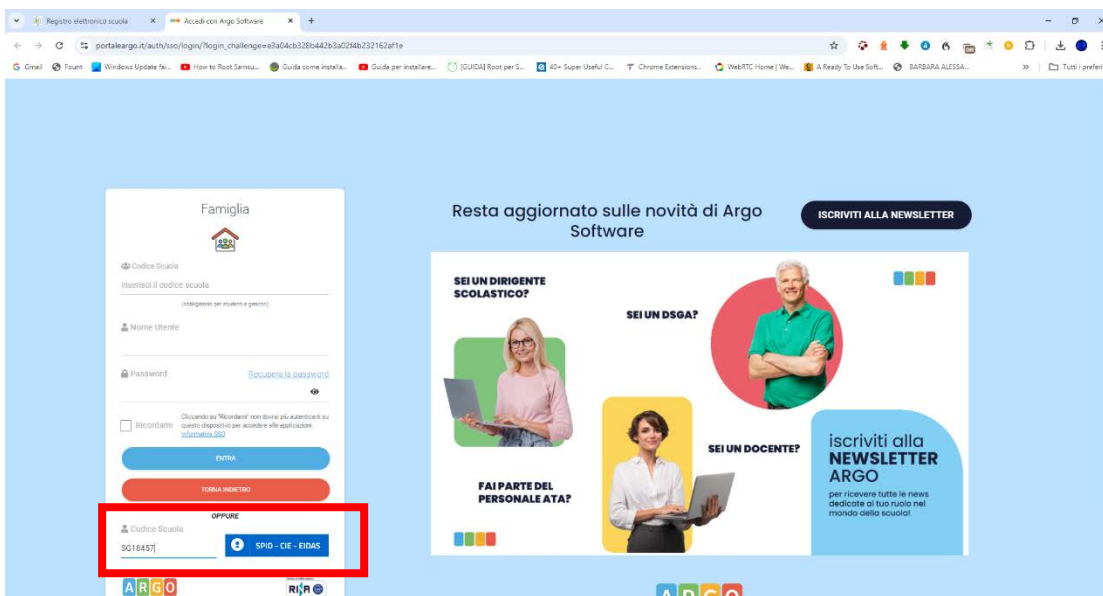 Registro elettronico scuola
Accedi con Argo Software
portaleargo.it/auth/sso/login/?login_challenge=e3a04cb328b442b3a02f4b232162af1e
Gmail
Fount
Windows Update fai...
How to Root Samsu...
Guida come installa...
Guida per installare...
[GUIDA] Root per S...
40+ Super Useful C...
Chrome Extensions...
WebRTC Home | We...
A Ready To Use Soft...
BARBARA ALESSA...
»
Tutti i preferi
Famiglia
Codice Scuola
Inserisci il codice scuola
(obbligatorio per studenti e genitori)
Nome Utente
Password
Recupera la password
Ricordami
Cliccando su "Ricordami" non dovrai più autenticarti su
questo dispositivo per accedere alle applicazioni.
Informativa SSO
ENTRA
TORNA INDIETRO
OPPURE
Codice Scuola
SG18457
SPID - CIE - EIDAS
ARGO
Resta aggiornato sulle novità di Argo
Software
ISCRIVITI ALLA NEWSLETTER
SEI UN DIRIGENTE
SCOLASTICO?
SEI UN DSGA?
SEI UN DOCENTE?
FAI PARTE DEL
PERSONALE ATA?
iscriviti alla
NEWSLETTER
ARGO
per ricevere tutte le news
dedicate al tuo ruolo nel
mondo della scuola!
ARGO